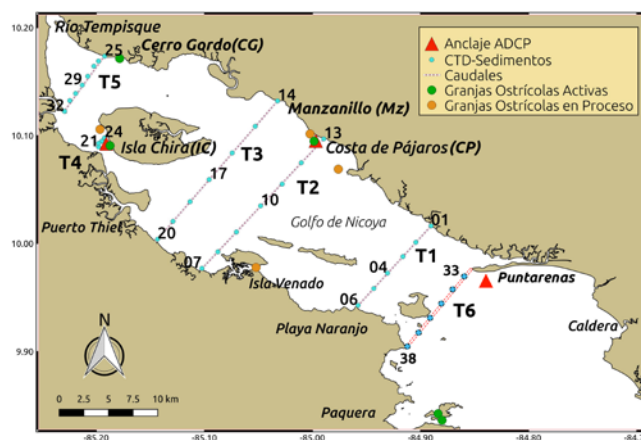 10.20
10.10
10.00
9.90
Río Tempisque
25
Cerro Gordo(CG)
29
T5
32
14
Manzanillo (Mz)
24
21
Isla Chira(IC)
T4
T3
13
Costa de Pájaros(CP)
17
T2
10
Puerto Thiel
20
Golfo de Nicoya
01
07
Isla Venado
04
T1
33
Puntarenas
06
T6
Playa Naranjo
Caldera
38
N
0 2.5 5 7.5 10 km
Paquera
-85.20 -85.10 -85.00 -84.90 -84.80
Anclaje ADCP
CTD-Sedimentos
Caudales
Granjas Ostrícolas Activas
Granjas Ostrícolas en Proceso